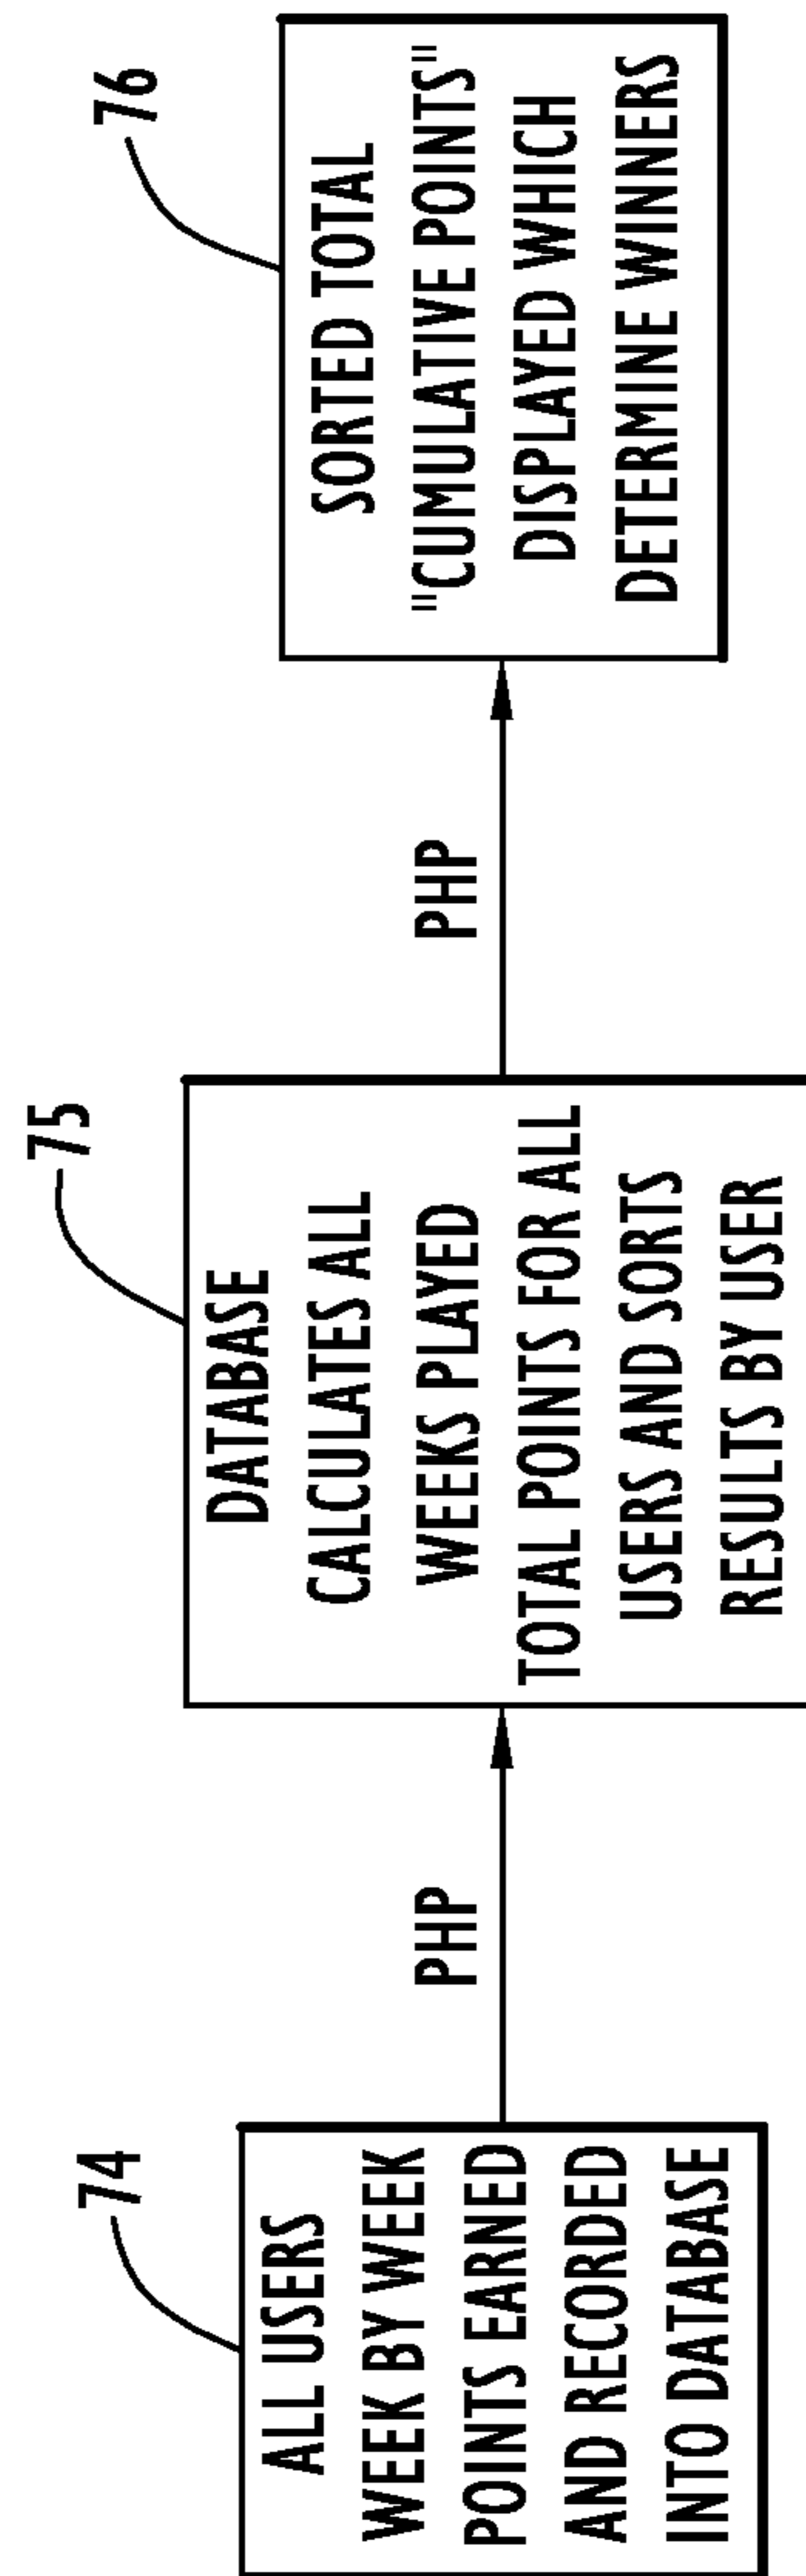 74
ALL USERS
WEEK BY WEEK
POINTS EARNED
AND RECORDED
INTO DATABASE
PHP
75
DATABASE
CALCULATES ALL
WEEKS PLAYED
TOTAL POINTS FOR ALL
USERS AND SORTS
RESULTS BY USER
PHP
76
SORTED TOTAL
"CUMULATIVE POINTS"
DISPLAYED WHICH
DETERMINE WINNERS